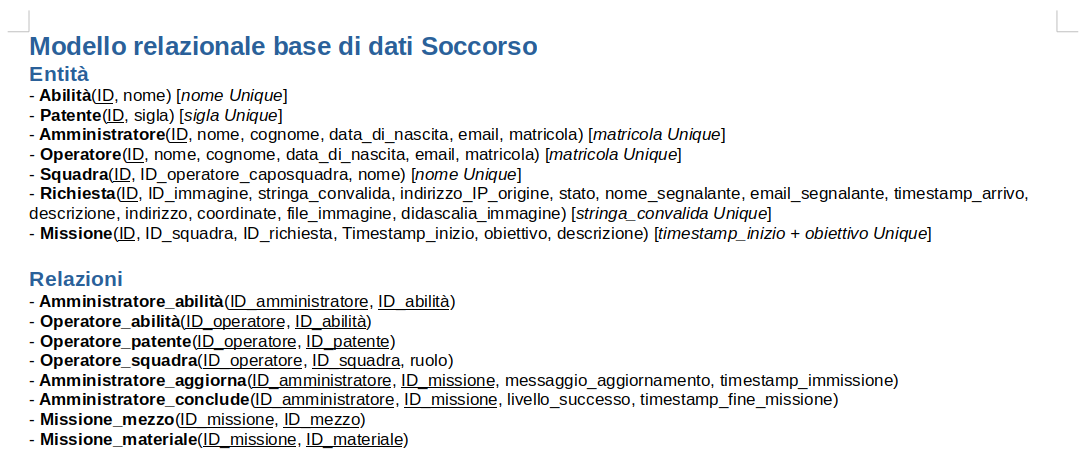 Modello relazionale base di dati Soccorso
Entità
- Abilità(ID, nome) [nome Unique]
- Patente(ID, sigla) [sigla Unique]
- Amministratore(ID, nome, cognome, data_di_nascita, email, matricola) [matricola Unique]
- Operatore(ID, nome, cognome, data_di_nascita, email, matricola) [matricola Unique]
- Squadra(ID, ID_operatore_caposquadra, nome) [nome Unique]
- Richiesta(ID, ID_immagine, stringa_convalida, indirizzo_IP_origine, stato, nome_segnalante, email_segnalante, timestamp_arrivo,
descrizione, indirizzo, coordinate, file_immagine, didascalia_immagine) [stringa_convalida Unique]
- Missione(ID, ID_squadra, ID_richiesta, Timestamp_inizio, obiettivo, descrizione) [timestamp_inizio + obiettivo Unique]
Relazioni
- Amministratore_abilità(ID_amministratore, ID_abilità)
- Operatore_abilità(ID_operatore, ID_abilità)
- Operatore_patente(ID_operatore, ID_patente)
- Operatore_squadra(ID_operatore, ID_squadra, ruolo)
- Amministratore_aggiorna(ID_amministratore, ID_missione, messaggio_aggiornamento, timestamp_immissione)
- Amministratore_conclude(ID_amministratore, ID_missione, livello_successo, timestamp_fine_missione)
- Missione_mezzo(ID_missione, ID_mezzo)
- Missione_materiale(ID_missione, ID_materiale)